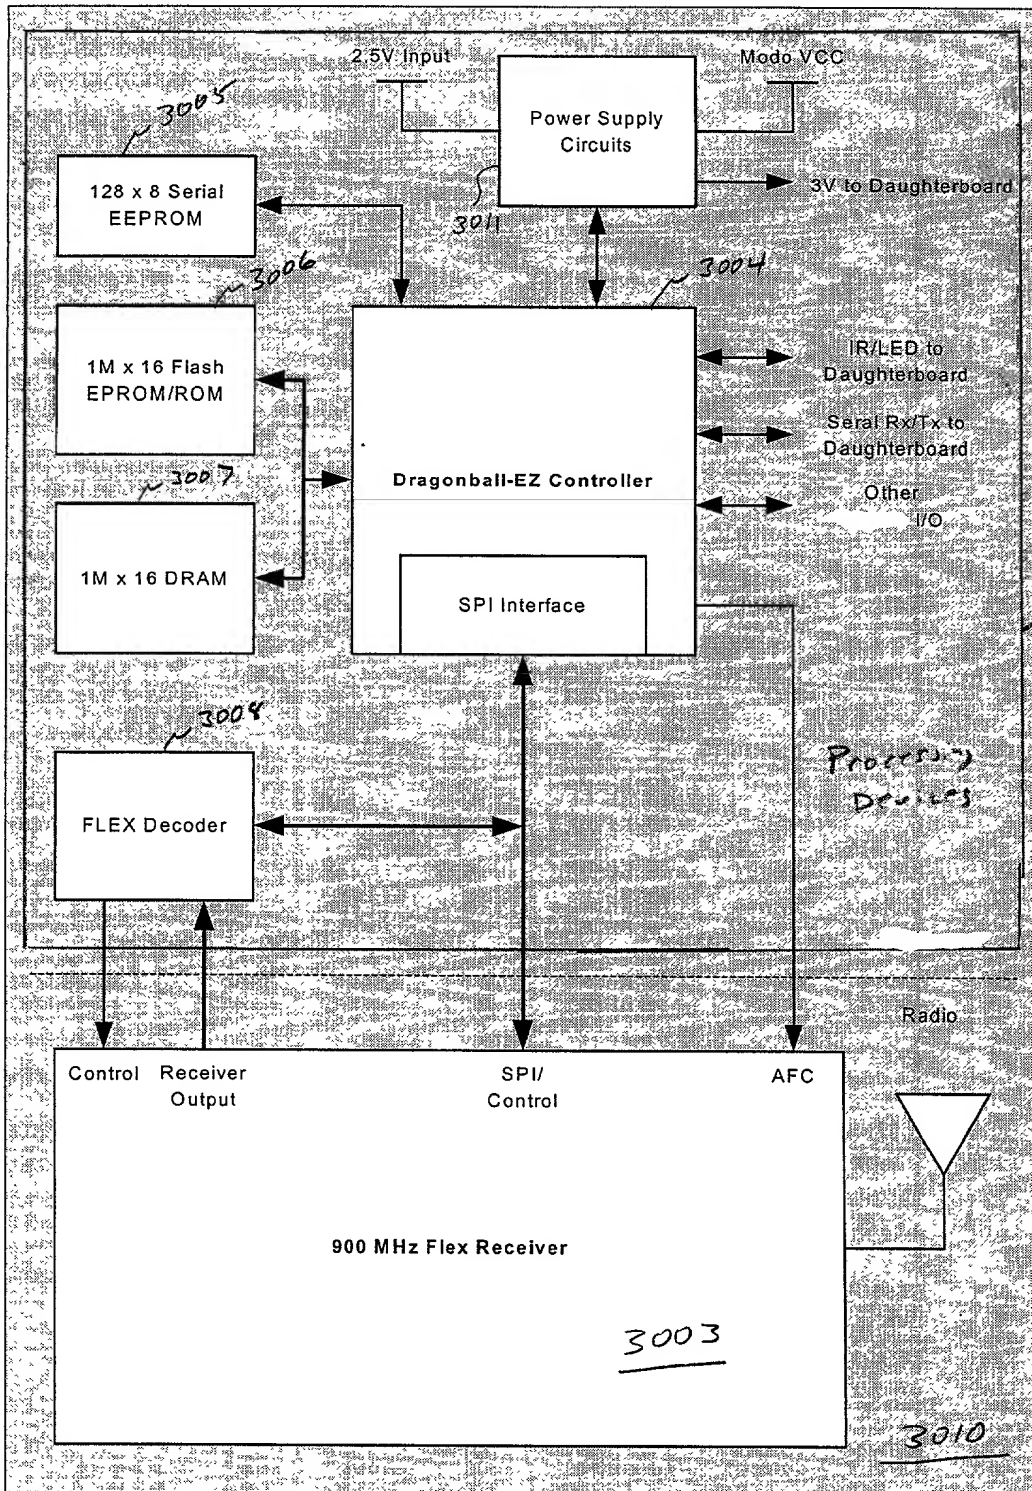 2.5V Input
Modo VCC
3005
Power Supply
Circuits
128 x 8 Serial
EEPROM
3V to Daughterboard
3011
3006
3004
1M x 16 Flash
EPROM/ROM
IR/LED to
Daughterboard
Seral Rx/Tx to
Daughterboard
3007
Dragonball-EZ Controller
Other
I/O
1M x 16 DRAM
SPI Interface
3008
Processing
Devices
FLEX Decoder
Radio
Control
Receiver
Output
SPI/
Control
AFC
900 MHz Flex Receiver
3003
3010